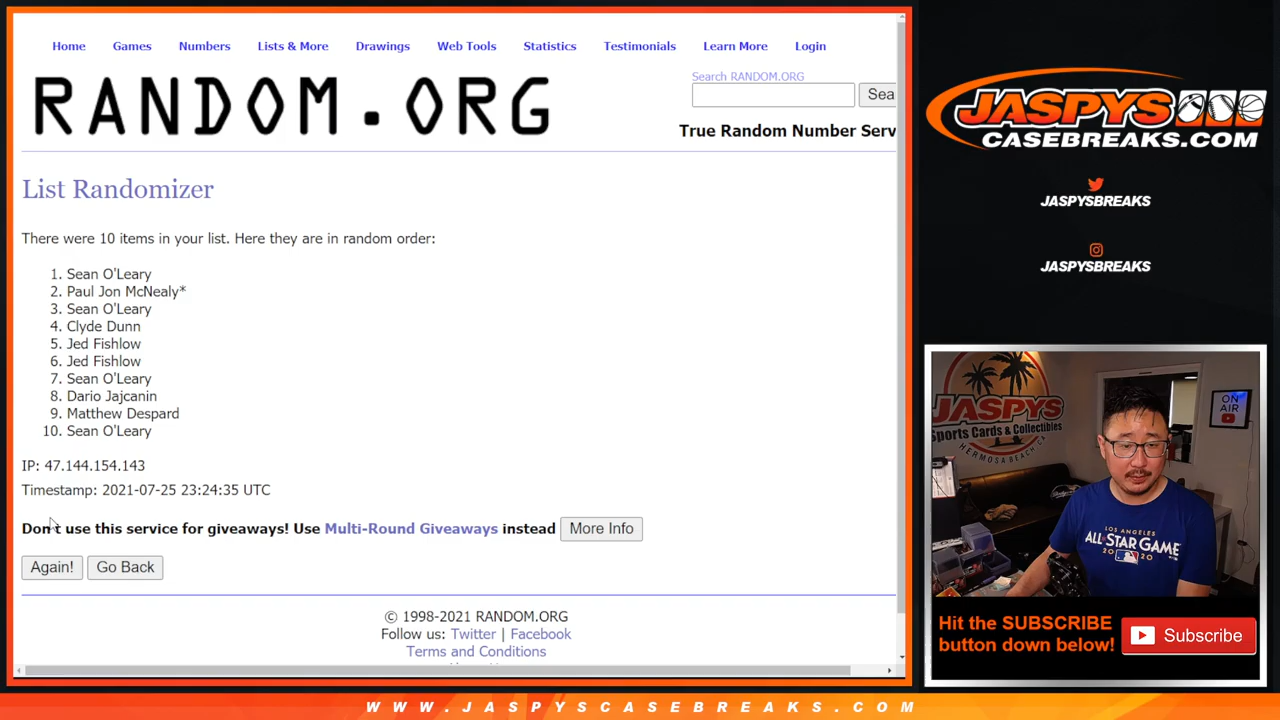 Home Games Numbers Lists & More Drawings Web Tools Statistics Testimonials Learn More Login
RANDOM.ORG
Search RANDOM.ORG
Sea
True Random Number Serv
List Randomizer
There were 10 items in your list. Here they are in random order:
1. Sean O'Leary
2. Paul Jon McNealy*
3. Sean O'Leary
4. Clyde Dunn
5. Jed Fishlow
6. Jed Fishlow
7. Sean O'Leary
8. Dario Jajcanin
9. Matthew Despard
10. Sean O'Leary
IP: 47.144.154.143
Timestamp: 2021-07-25 23:24:35 UTC
Don't use this service for giveaways! Use Multi-Round Giveaways instead More Info
Again! Go Back
© 1998-2021 RANDOM.ORG
Follow us: Twitter | Facebook
Terms and Conditions
JASPYS
CASEBREAKS.COM
JASPYSBREAKS
JASPYSBREAKS
JASPYS
Sports Cards & Collectibles
HERMOSA BEACH CA
ON
AIR
LOS ANGELES
ALL STAR GAME
2020
Hit the SUBSCRIBE
button down below!
Subscribe
WWW.JASPYSCASEBREAKS.COM